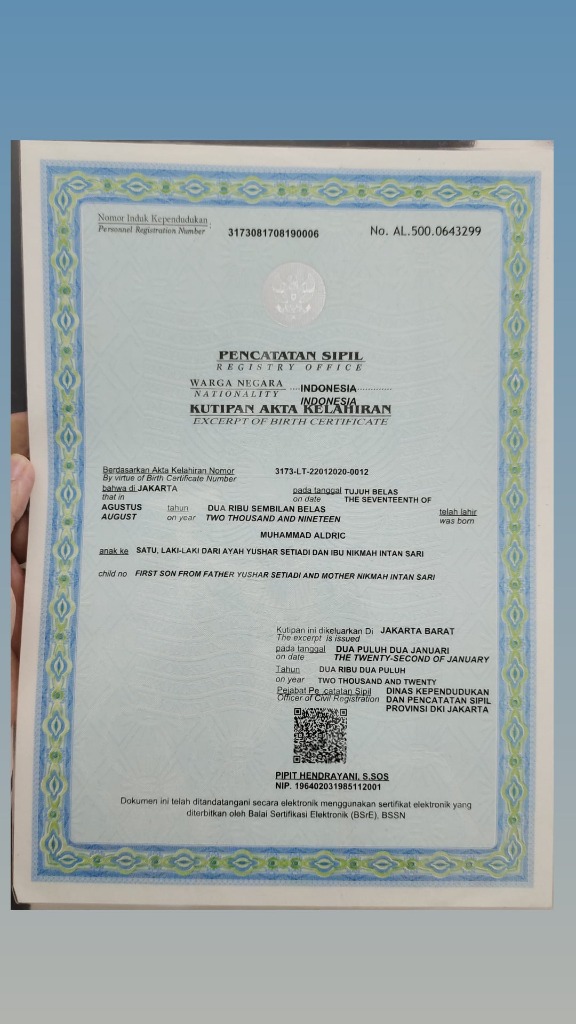 Nomor Induk Kependudukan
Personnel Registration Number : 3173081708190006 No. AL.500.0643299
PENCATATAN SIPIL
REGISTRY OFFICE
WARGA NEGARA INDONESIA
NATIONALITY INDONESIA
KUTIPAN AKTA KELAHIRAN
EXCERPT OF BIRTH CERTIFICATE
Berdasarkan Akta Kelahiran Nomor 3173-LT-22012020-0012
By virtue of Birth Certificate Number
bahwa di JAKARTA pada tanggal TUJUH BELAS
that in on date THE SEVENTEENTH OF
AGUSTUS tahun DUA RIBU SEMBILAN BELAS telah lahir
AUGUST on year TWO THOUSAND AND NINETEEN was born
MUHAMMAD ALDRIC
anak ke SATU, LAKI-LAKI DARI AYAH YUSHAR SETIADI DAN IBU NIKMAH INTAN SARI
child no FIRST SON FROM FATHER YUSHAR SETIADI AND MOTHER NIKMAH INTAN SARI
Kutipan ini dikeluarkan Di JAKARTA BARAT
The excerpt is issued
pada tanggal DUA PULUH DUA JANUARI
on date THE TWENTY-SECOND OF JANUARY
Tahun DUA RIBU DUA PULUH
on year TWO THOUSAND AND TWENTY
Pejabat Pe catatan Sipil DINAS KEPENDUDUKAN
Officer of Civil Registration DAN PENCATATAN SIPIL
PROVINSI DKI JAKARTA
PIPIT HENDRAYANI, S.SOS
NIP. 196402031985112001
Dokumen ini telah ditandatangani secara elektronik menggunakan sertifikat elektronik yang
diterbitkan oleh Balai Sertifikasi Elektronik (BSrE), BSSN